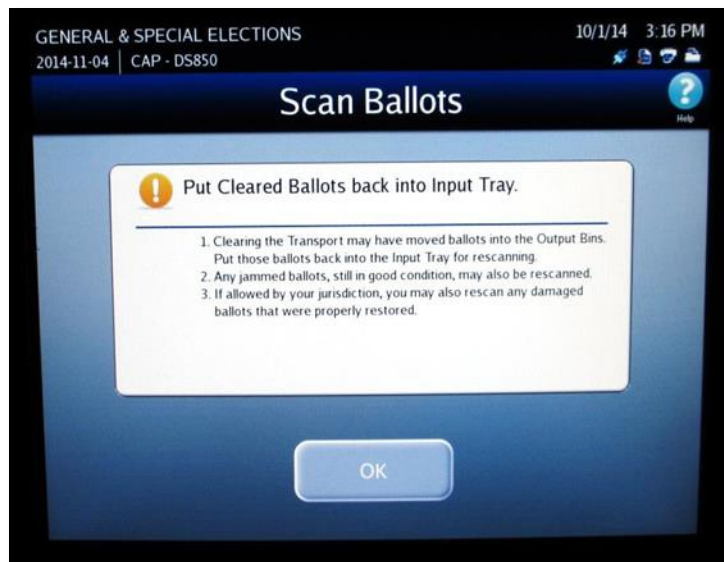 GENERAL & SPECIAL ELECTIONS
10/1/14 3:16 PM
2014-11-04 | CAP - DS850
Scan Ballots
Help
Put Cleared Ballots back into Input Tray.
1. Clearing the Transport may have moved ballots into the Output Bins.
Put those ballots back into the Input Tray for rescanning.
2. Any jammed ballots, still in good condition, may also be rescanned.
3. If allowed by your jurisdiction, you may also rescan any damaged
ballots that were properly restored.
OK